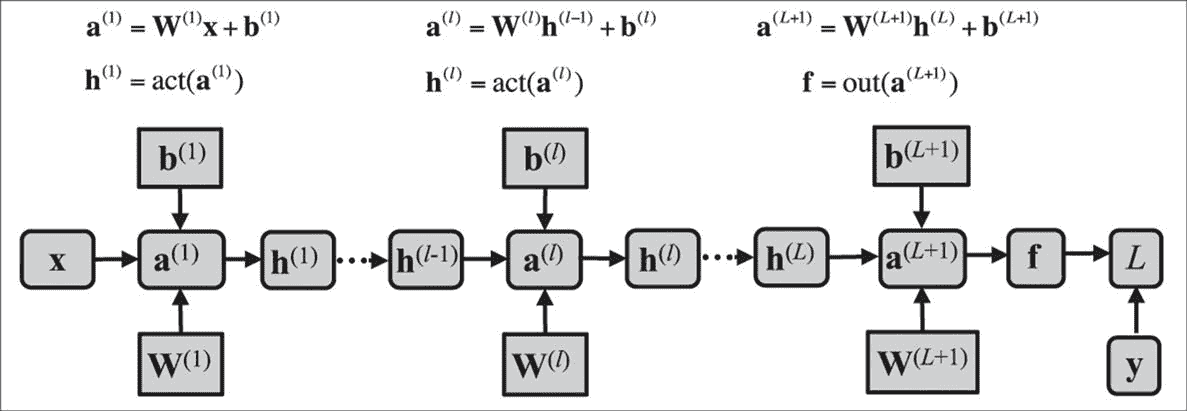 a^(1) = W^(1)x + b^(1) a^(l) = W^(l)h^(l-1) + b^(l) a^(L+1) = W^(L+1)h^(L) + b^(L+1)
h^(1) = act(a^(1)) h^(l) = act(a^(l)) f = out(a^(L+1))
b^(1) b^(l) b^(L+1)
x a^(1) h^(1) h^(l-1) a^(l) h^(l) h^(L) a^(L+1) f L
W^(1) W^(l) W^(L+1) y